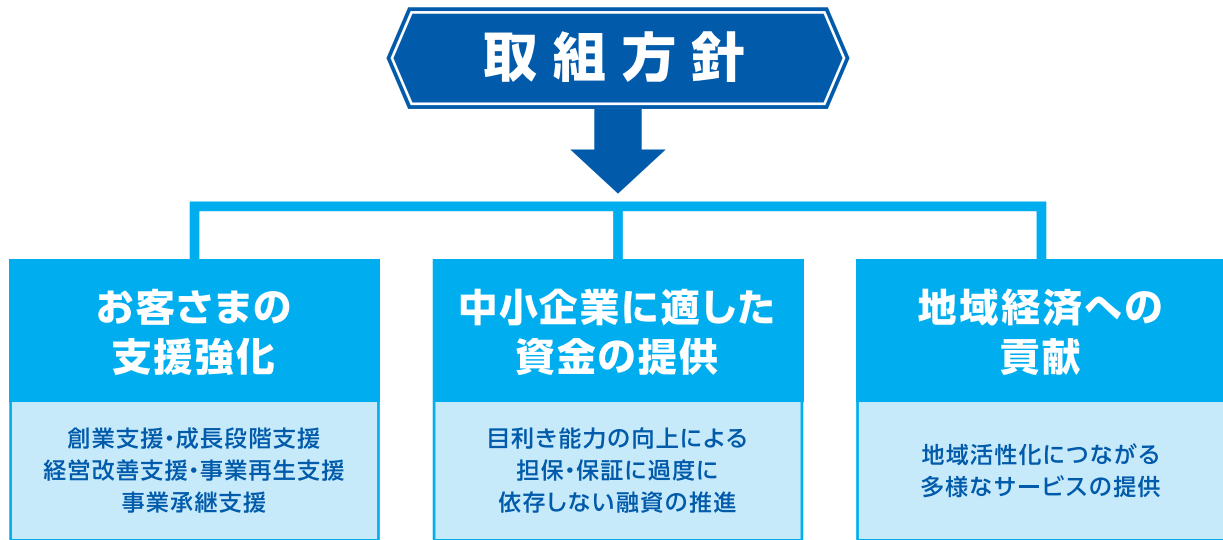 取組方針
お客さまの
支援強化
創業支援・成長段階支援
経営改善支援・事業再生支援
事業承継支援
中小企業に適した
資金の提供
目利き能力の向上による
担保・保証に過度に
依存しない融資の推進
地域経済への
貢献
地域活性化につながる
多様なサービスの提供